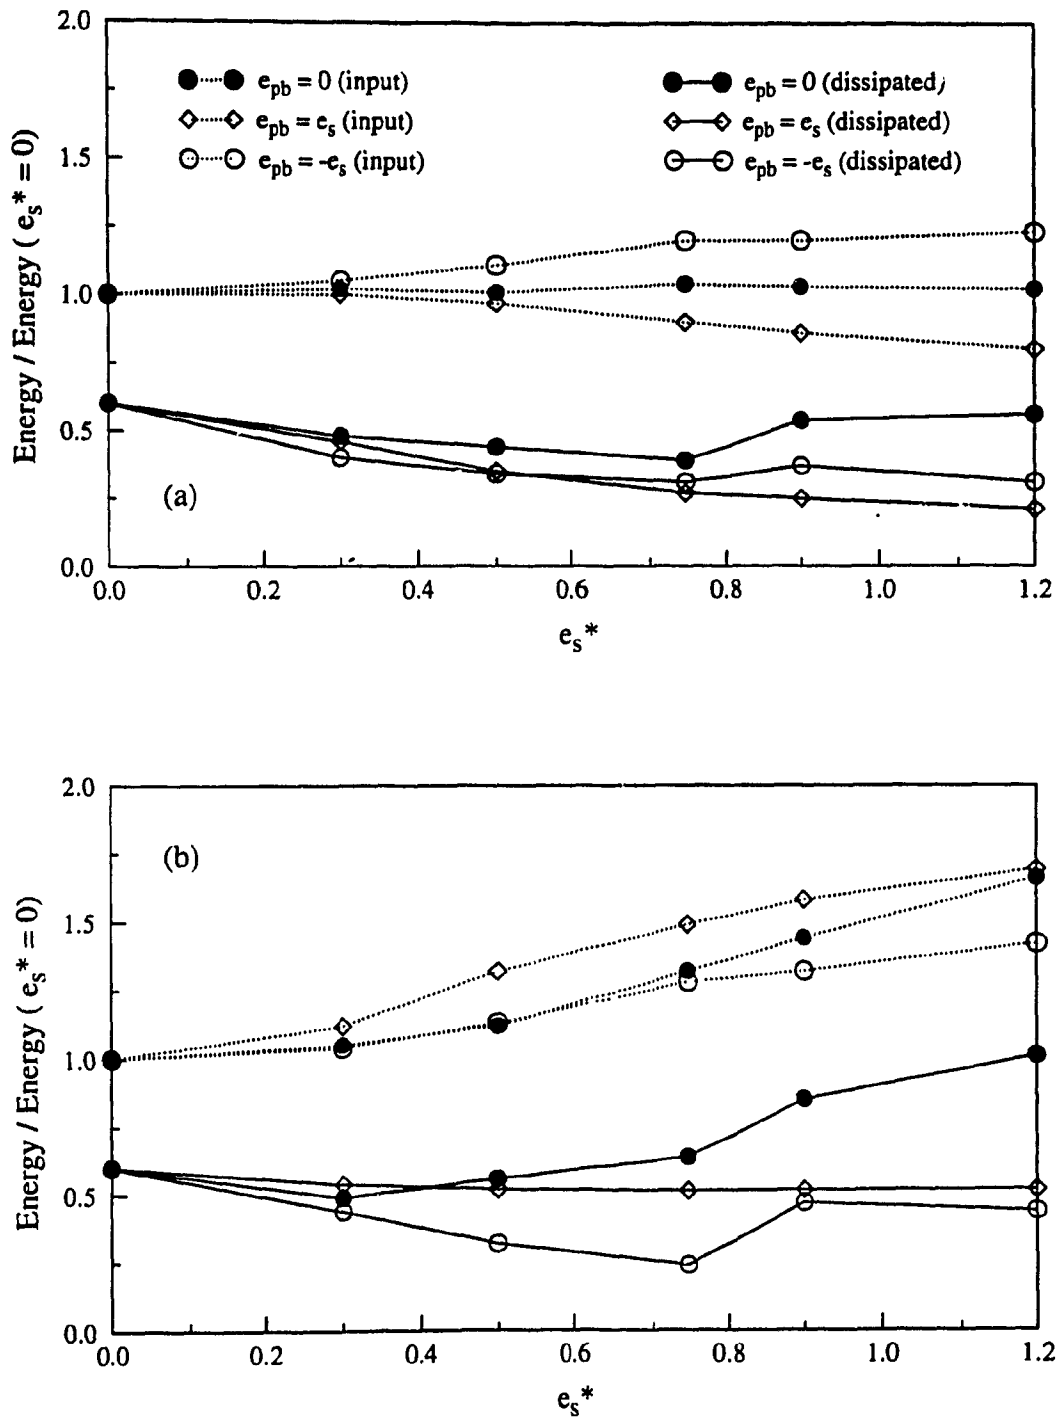 2.0
e_pb = 0 (input)
e_pb = 0 (dissipated)
e_pb = e_s (input)
e_pb = e_s (dissipated)
e_pb = -e_s (input)
e_pb = -e_s (dissipated)
1.5
1.0
0.5
0.0
Energy / Energy ( e_s* = 0)
(a)
0.0 0.2 0.4 0.6 0.8 1.0 1.2
e_s*
2.0
(b)
1.5
1.0
0.5
0.0
Energy / Energy ( e_s* = 0)
0.0 0.2 0.4 0.6 0.8 1.0 1.2
e_s*